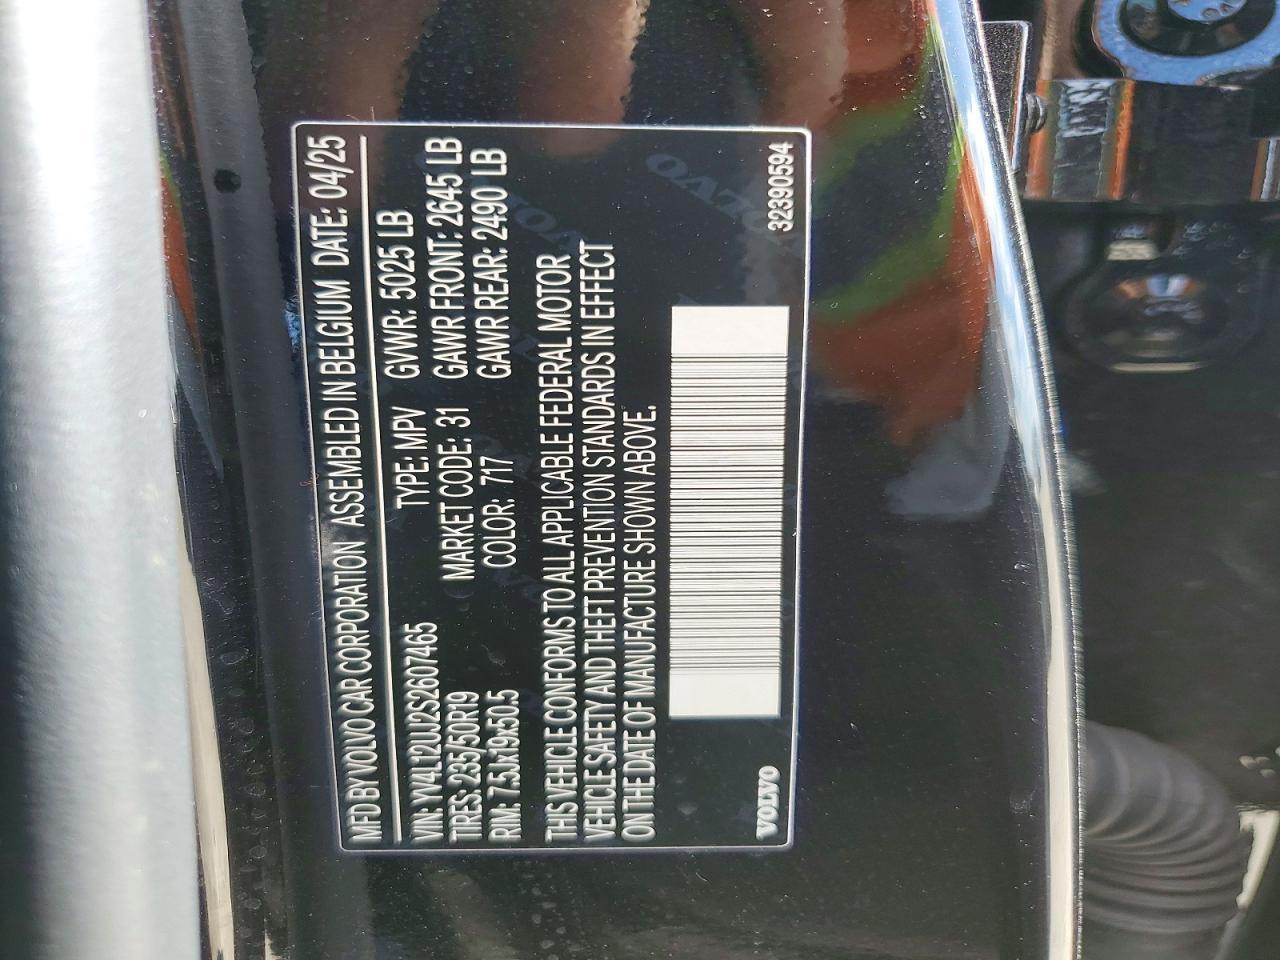 MFD BY VOLVO CAR CORPORATION ASSEMBLED IN BELGIUM DATE: 04/25
VIN: YV4L12UJ2S2607465 TYPE: MPV GVWR: 5025 LB
TIRES: 235/50R19 MARKET CODE: 31 GAWR FRONT: 2645 LB
RIM: 7.5Jx19x50.5 COLOR: 717 GAWR REAR: 2490 LB
THIS VEHICLE CONFORMS TO ALL APPLICABLE FEDERAL MOTOR
VEHICLE SAFETY AND THEFT PREVENTION STANDARDS IN EFFECT
ON THE DATE OF MANUFACTURE SHOWN ABOVE.
VOLVO 32390594